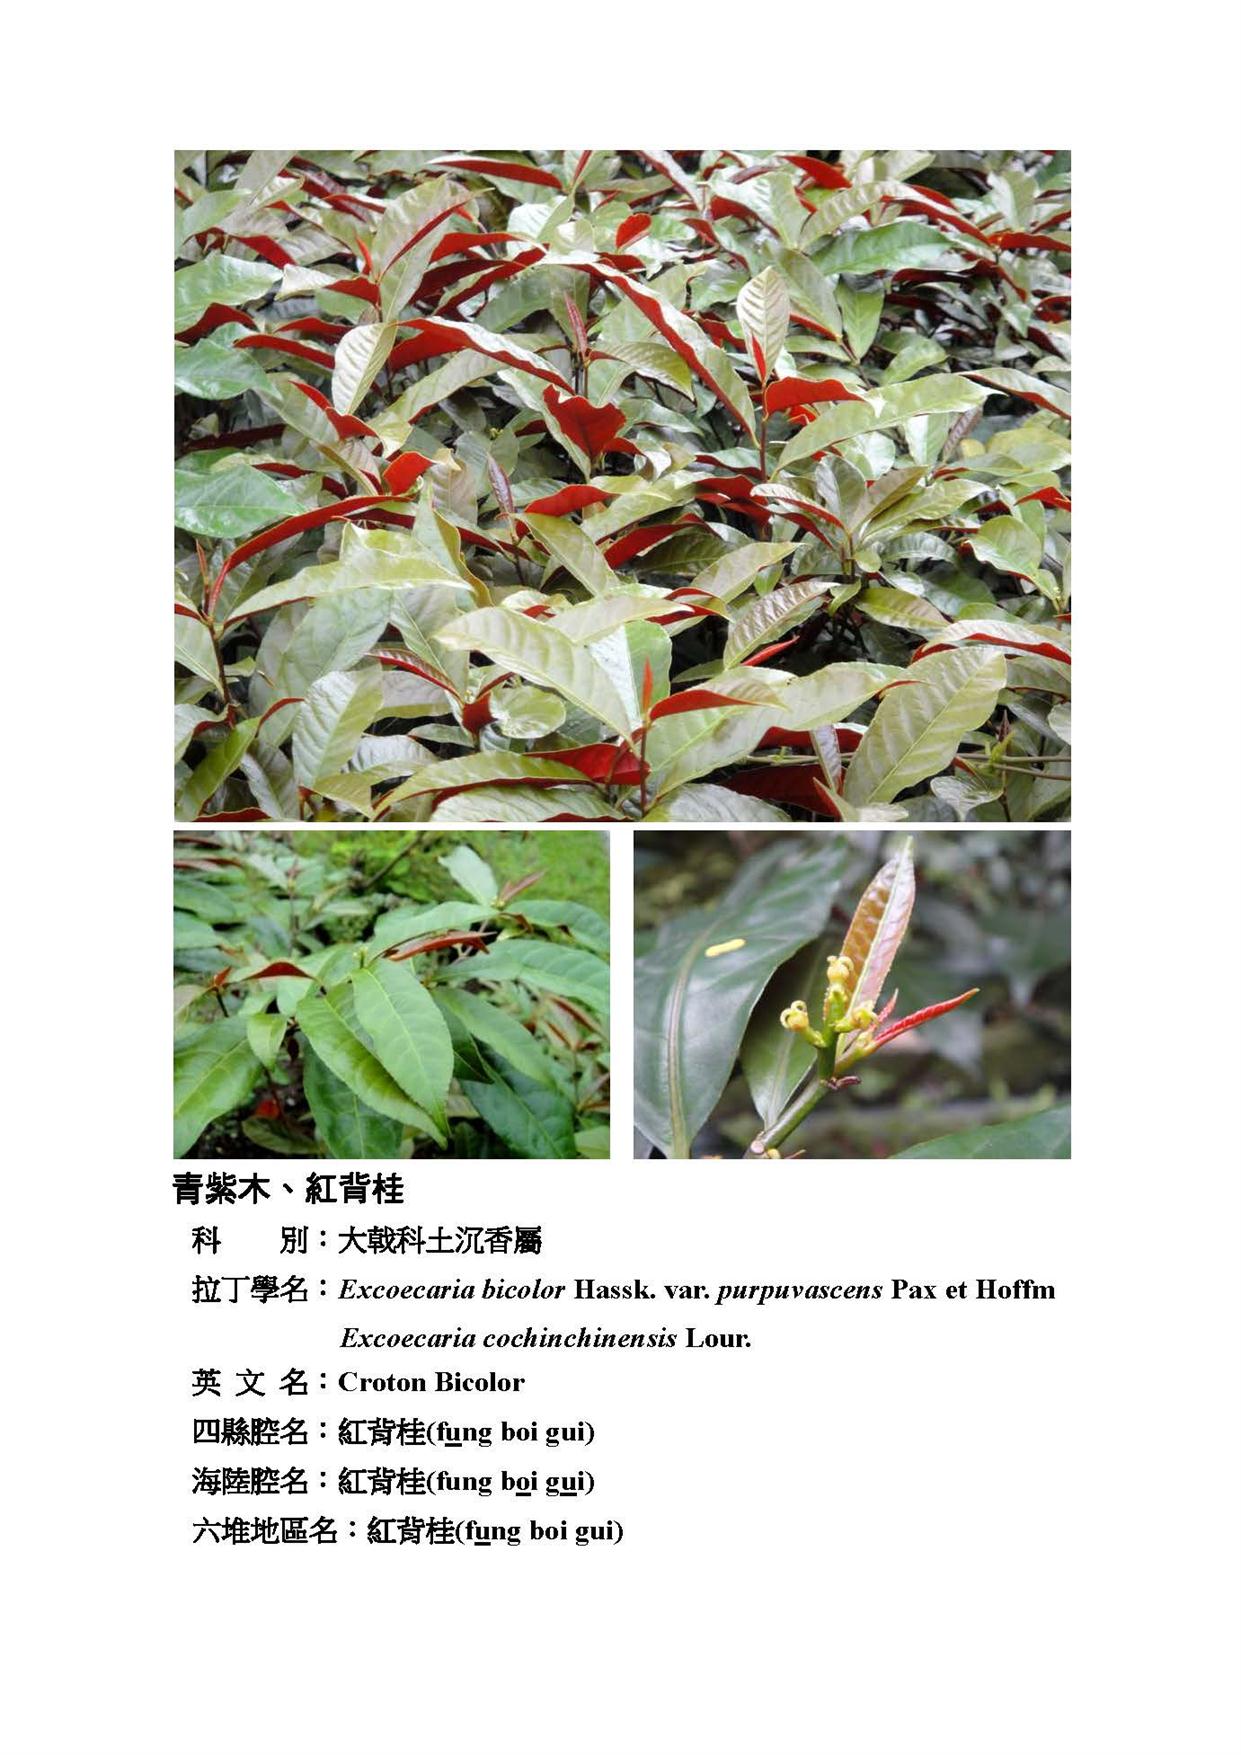 青紫木、紅背桂
科　　別：大戟科土沉香屬
拉丁學名：Excoecaria bicolor Hassk. var. purpuvascens Pax et Hoffm
Excoecaria cochinchinensis Lour.
英 文 名：Croton Bicolor
四縣腔名：紅背桂(fung boi gui)
海陸腔名：紅背桂(fung boi gui)
六堆地區名：紅背桂(fung boi gui)